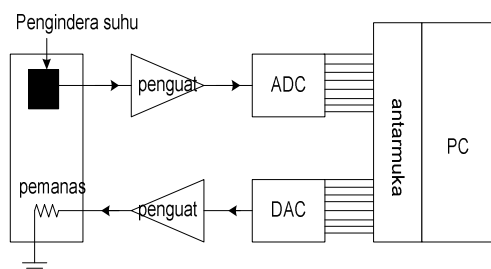 Pengindera suhu
penguat
ADC
antarmuka
PC
pemanas
penguat
DAC